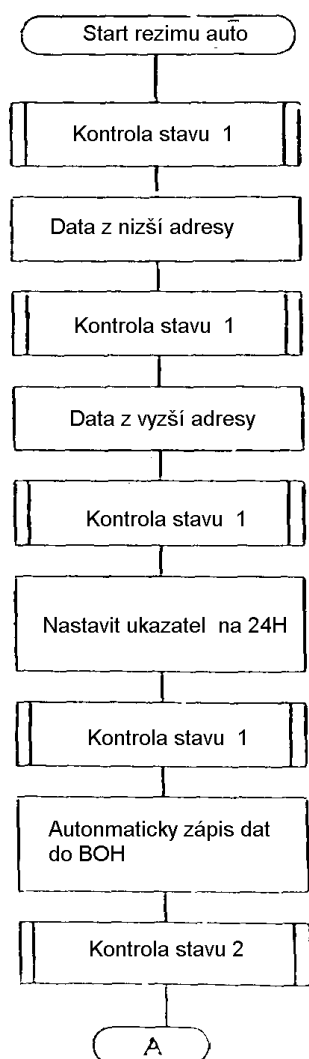 Start rezimu auto
Kontrola stavu 1
Data z nizší adresy
Kontrola stavu 1
Data z vyzší adresy
Kontrola stavu 1
Nastavit ukazatel na 24H
Kontrola stavu 1
Autonmaticky zápis dat
do BOH
Kontrola stavu 2
A